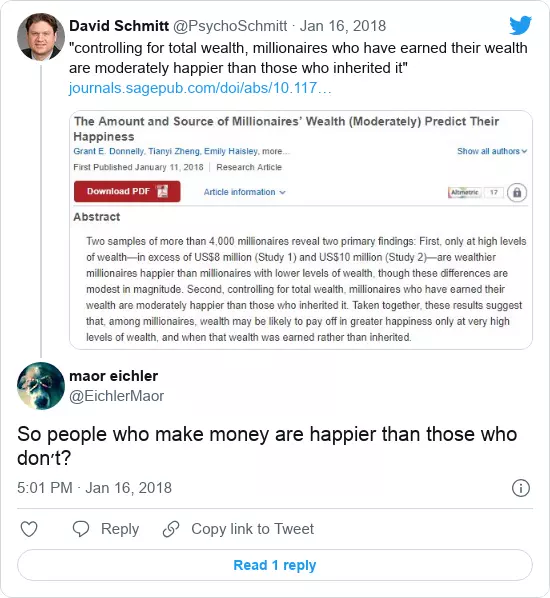 David Schmitt @PsychoSchmitt · Jan 16, 2018
"controlling for total wealth, millionaires who have earned their wealth
are moderately happier than those who inherited it"
journals.sagepub.com/doi/abs/10.117…
The Amount and Source of Millionaires' Wealth (Moderately) Predict Their
Happiness
Grant E. Donnelly, Tianyi Zheng, Emily Haisley, more...
Show all authors
First Published January 11, 2018 | Research Article
Download PDF
Article information
Altmetric 17
Abstract
Two samples of more than 4,000 millionaires reveal two primary findings: First, only at high levels
of wealth—in excess of US$8 million (Study 1) and US$10 million (Study 2)—are wealthier
millionaires happier than millionaires with lower levels of wealth, though these differences are
modest in magnitude. Second, controlling for total wealth, millionaires who have earned their
wealth are moderately happier than those who inherited it. Taken together, these results suggest
that, among millionaires, wealth may be likely to pay off in greater happiness only at very high
levels of wealth, and when that wealth was earned rather than inherited.
maor eichler
@EichlerMaor
So people who make money are happier than those who
don׳t?
5:01 PM · Jan 16, 2018
Reply
Copy link to Tweet
Read 1 reply